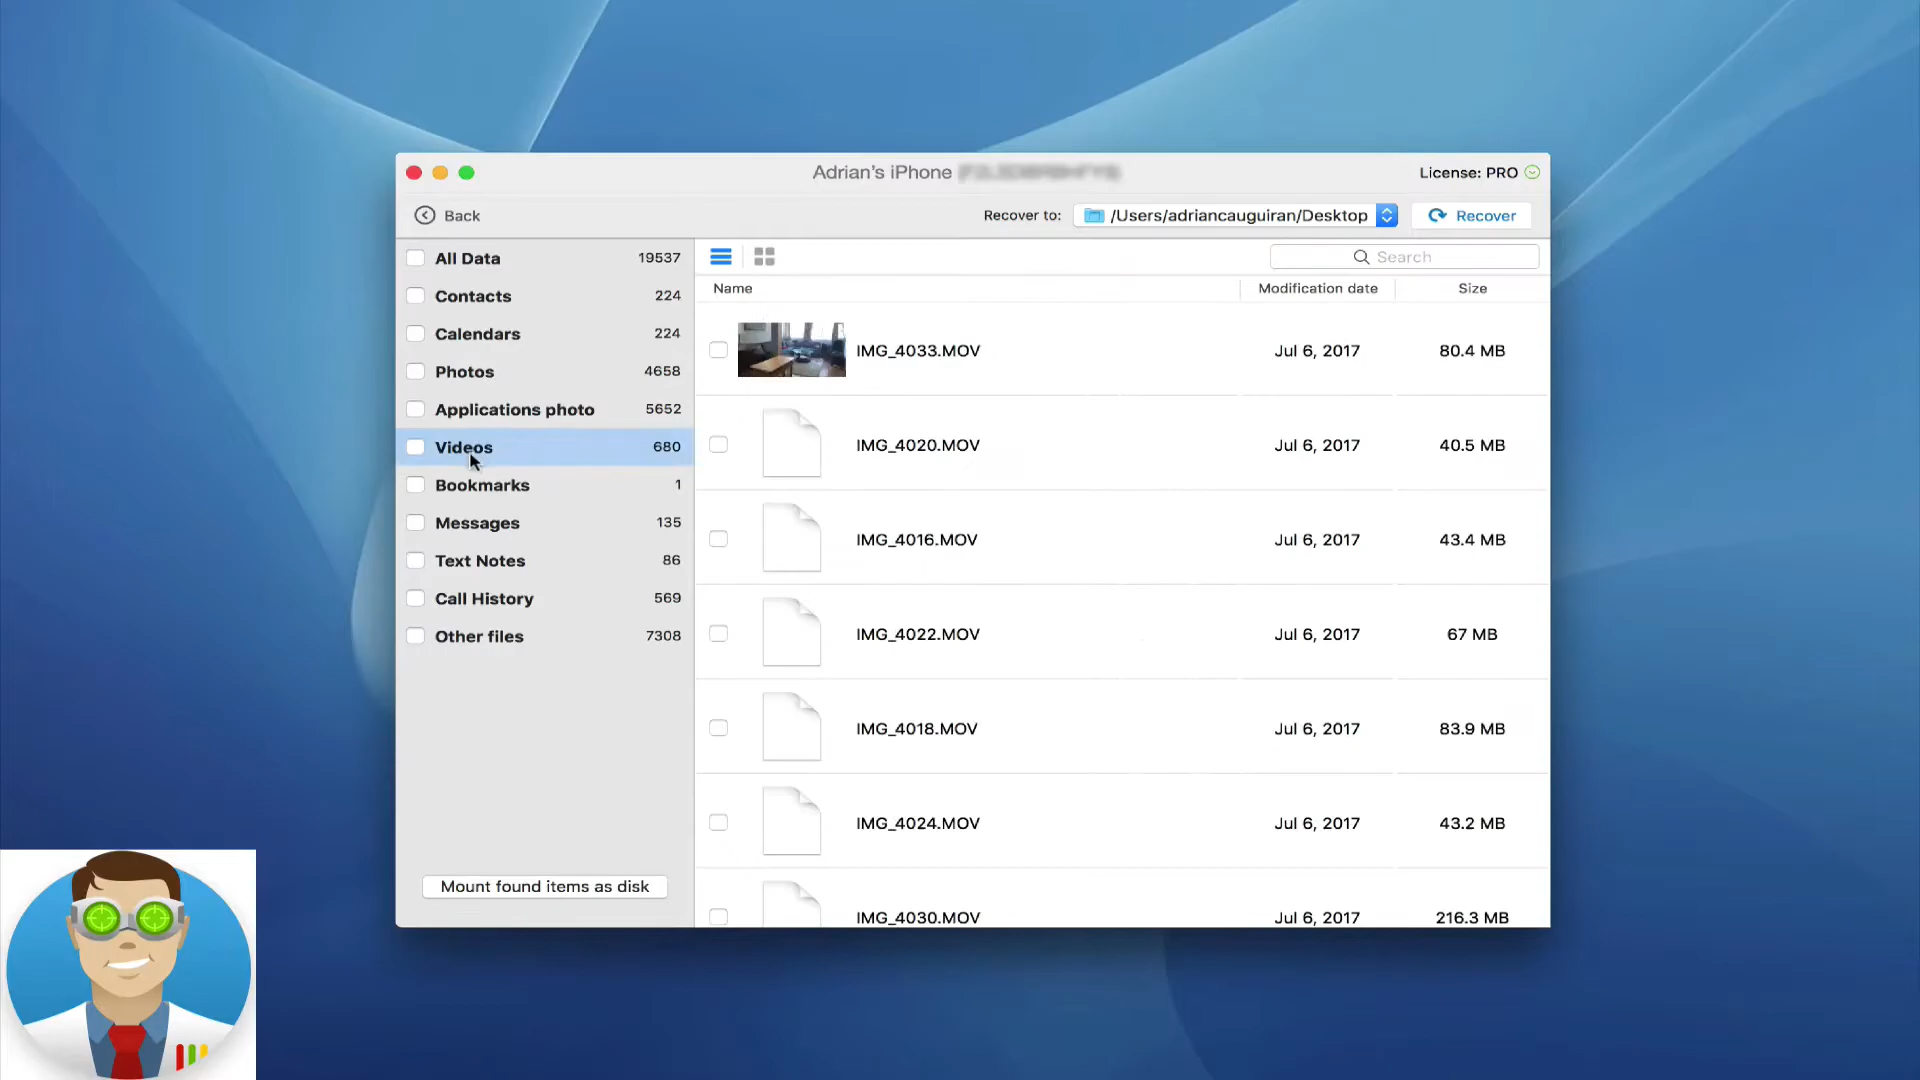 Adrian's iPhone
License: PRO
Back
Recover to:
/Users/adriancauguiran/Desktop
Recover
All Data 19537
Contacts 224
Calendars 224
Photos 4658
Applications photo 5652
Videos 680
Bookmarks 1
Messages 135
Text Notes 86
Call History 569
Other files 7308
Mount found items as disk
Search
Name Modification date Size
IMG_4033.MOV Jul 6, 2017 80.4 MB
IMG_4020.MOV Jul 6, 2017 40.5 MB
IMG_4016.MOV Jul 6, 2017 43.4 MB
IMG_4022.MOV Jul 6, 2017 67 MB
IMG_4018.MOV Jul 6, 2017 83.9 MB
IMG_4024.MOV Jul 6, 2017 43.2 MB
IMG_4030.MOV Jul 6, 2017 216.3 MB